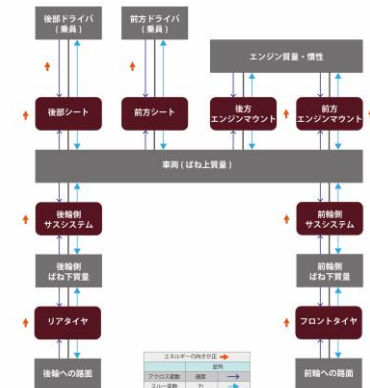 後部ドライバ
(乗員)
前方ドライバ
(乗員)
エンジン質量・慣性
後部シート
前方シート
後方
エンジンマウント
前方
エンジンマウント
車両(ばね上質量)
後輪側
サスシステム
前輪側
サスシステム
後輪側
ばね下質量
前輪側
ばね下質量
リアタイヤ
フロントタイヤ
後輪への路面
前輪への路面
エネルギーの向きが正
並列
アクロス変数 速度
スルー変数 力